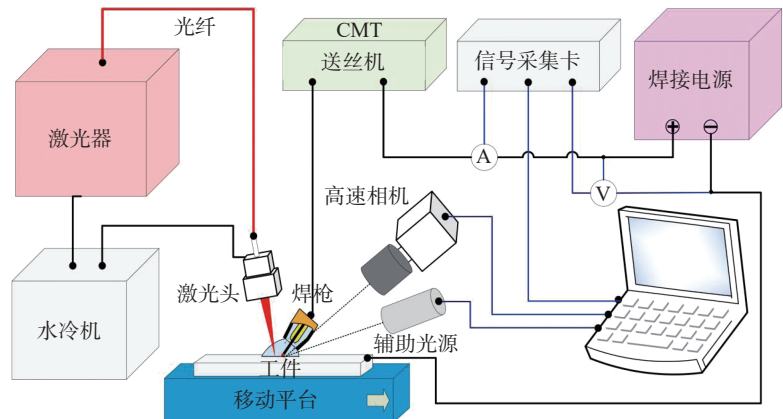 光纤
CMT
送丝机
信号采集卡
焊接电源
激光器
A
V
高速相机
激光头
焊枪
水冷机
辅助光源
工件
移动平台